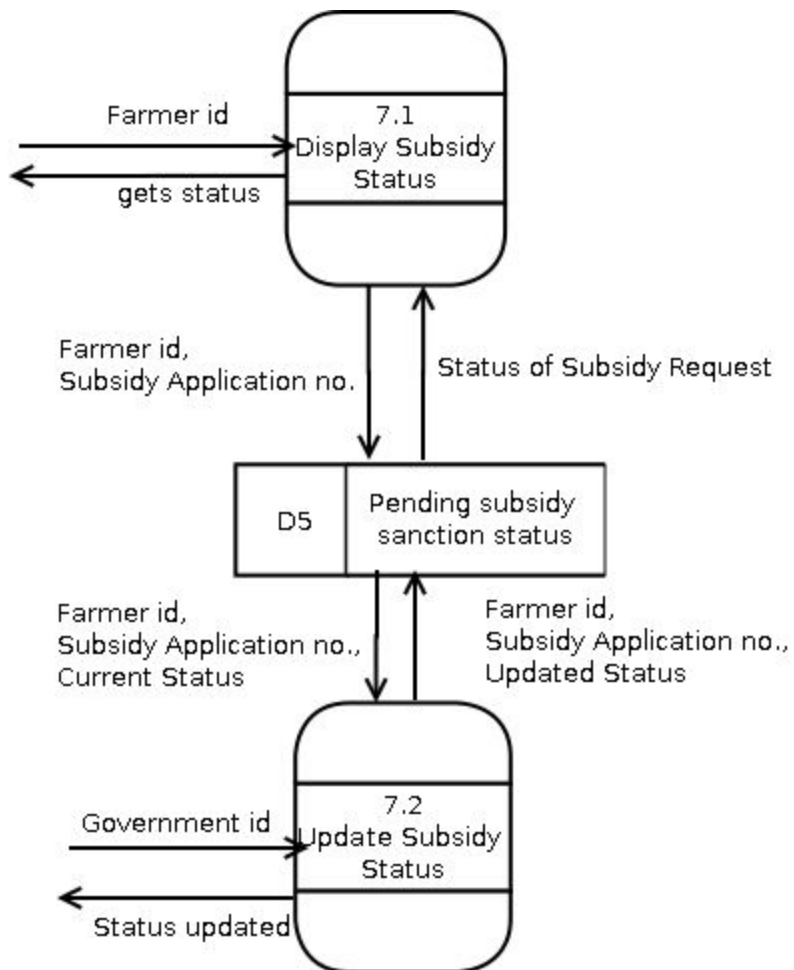 Farmer id
7.1
Display Subsidy
Status
gets status
Farmer id,
Subsidy Application no.
Status of Subsidy Request
D5
Pending subsidy
sanction status
Farmer id,
Subsidy Application no.,
Current Status
Farmer id,
Subsidy Application no.,
Updated Status
Government id
7.2
Update Subsidy
Status
Status updated